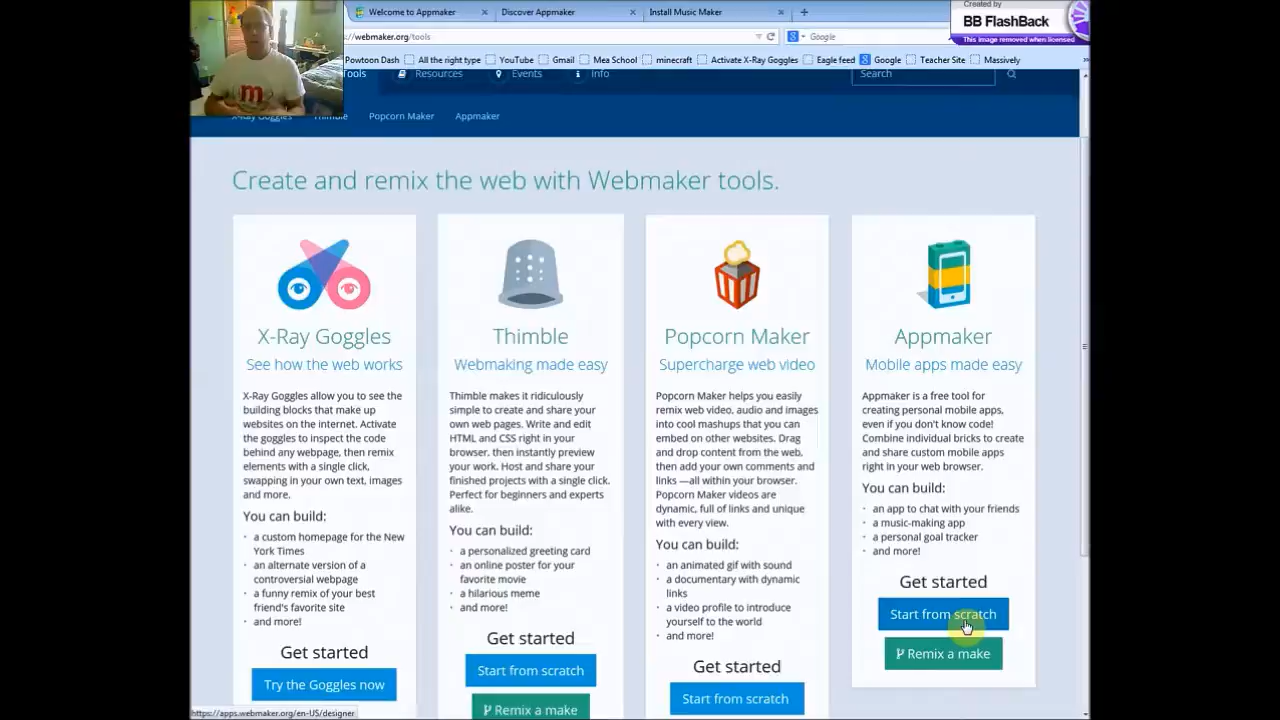 Welcome to Appmaker × Discover Appmaker × Install Music Maker × +
Created by
BB FlashBack
This image removed when licensed
//webmaker.org/tools
Google
Powtoon Dash All the right type YouTube Gmail Mea School minecraft Activate X-Ray Goggles Eagle feed Google Teacher Site Massively »
Tools Resources Events Info Search
X-Ray Goggles Thimble Popcorn Maker Appmaker
Create and remix the web with Webmaker tools.
X-Ray Goggles
See how the web works
X-Ray Goggles allow you to see the
building blocks that make up
websites on the internet. Activate
the goggles to inspect the code
behind any webpage, then remix
elements with a single click,
swapping in your own text, images
and more.
You can build:
· a custom homepage for the New
York Times
· an alternate version of a
controversial webpage
· a funny remix of your best
friend's favorite site
· and more!
Get started
Try the Goggles now
Thimble
Webmaking made easy
Thimble makes it ridiculously
simple to create and share your
own web pages. Write and edit
HTML and CSS right in your
browser, then instantly preview
your work. Host and share your
finished projects with a single click.
Perfect for beginners and experts
alike.
You can build:
· a personalized greeting card
· an online poster for your
favorite movie
· a hilarious meme
· and more!
Get started
Start from scratch
Remix a make
Popcorn Maker
Supercharge web video
Popcorn Maker helps you easily
remix web video, audio and images
into cool mashups that you can
embed on other websites. Drag
and drop content from the web,
then add your own comments and
links —all within your browser.
Popcorn Maker videos are
dynamic, full of links and unique
with every view.
You can build:
· an animated gif with sound
· a documentary with dynamic
links
· a video profile to introduce
yourself to the world
· and more!
Get started
Start from scratch
Appmaker
Mobile apps made easy
Appmaker is a free tool for
creating personal mobile apps,
even if you don't know code!
Combine individual bricks to create
and share custom mobile apps
right in your web browser.
You can build:
· an app to chat with your friends
· a music-making app
· a personal goal tracker
· and more!
Get started
Start from scratch
Remix a make
https://apps.webmaker.org/en-US/designer